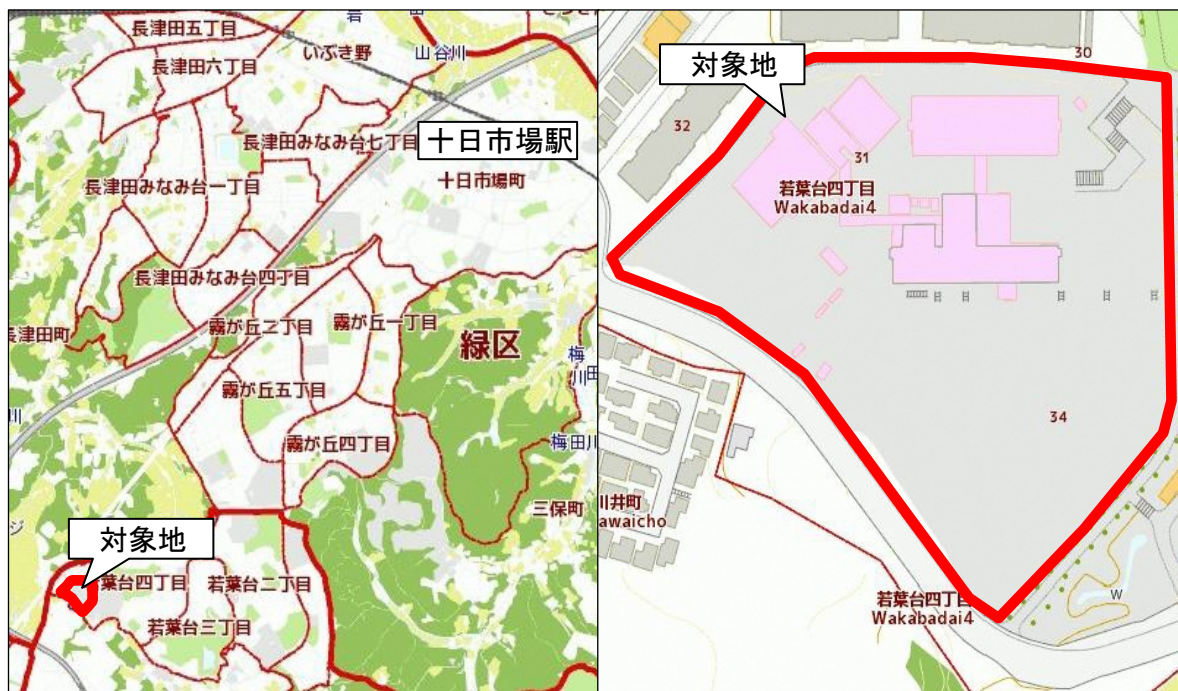 長津田五丁目
いぶき野
山谷川
長津田六丁目
長津田みなみ台七丁目
十日市場駅
十日市場町
長津田みなみ台一丁目
長津田みなみ台四丁目
長津田町
霧が丘二丁目
霧が丘一丁目
緑区
梅
田
川
霧が丘五丁目
霧が丘四丁目
梅田川
三保町
対象地
葉台四丁目
若葉台二丁目
若葉台三丁目
対象地
30
32
31
若葉台四丁目
Wakabadai4
34
川井町
awaicho
若葉台四丁目
Wakabadai4
W